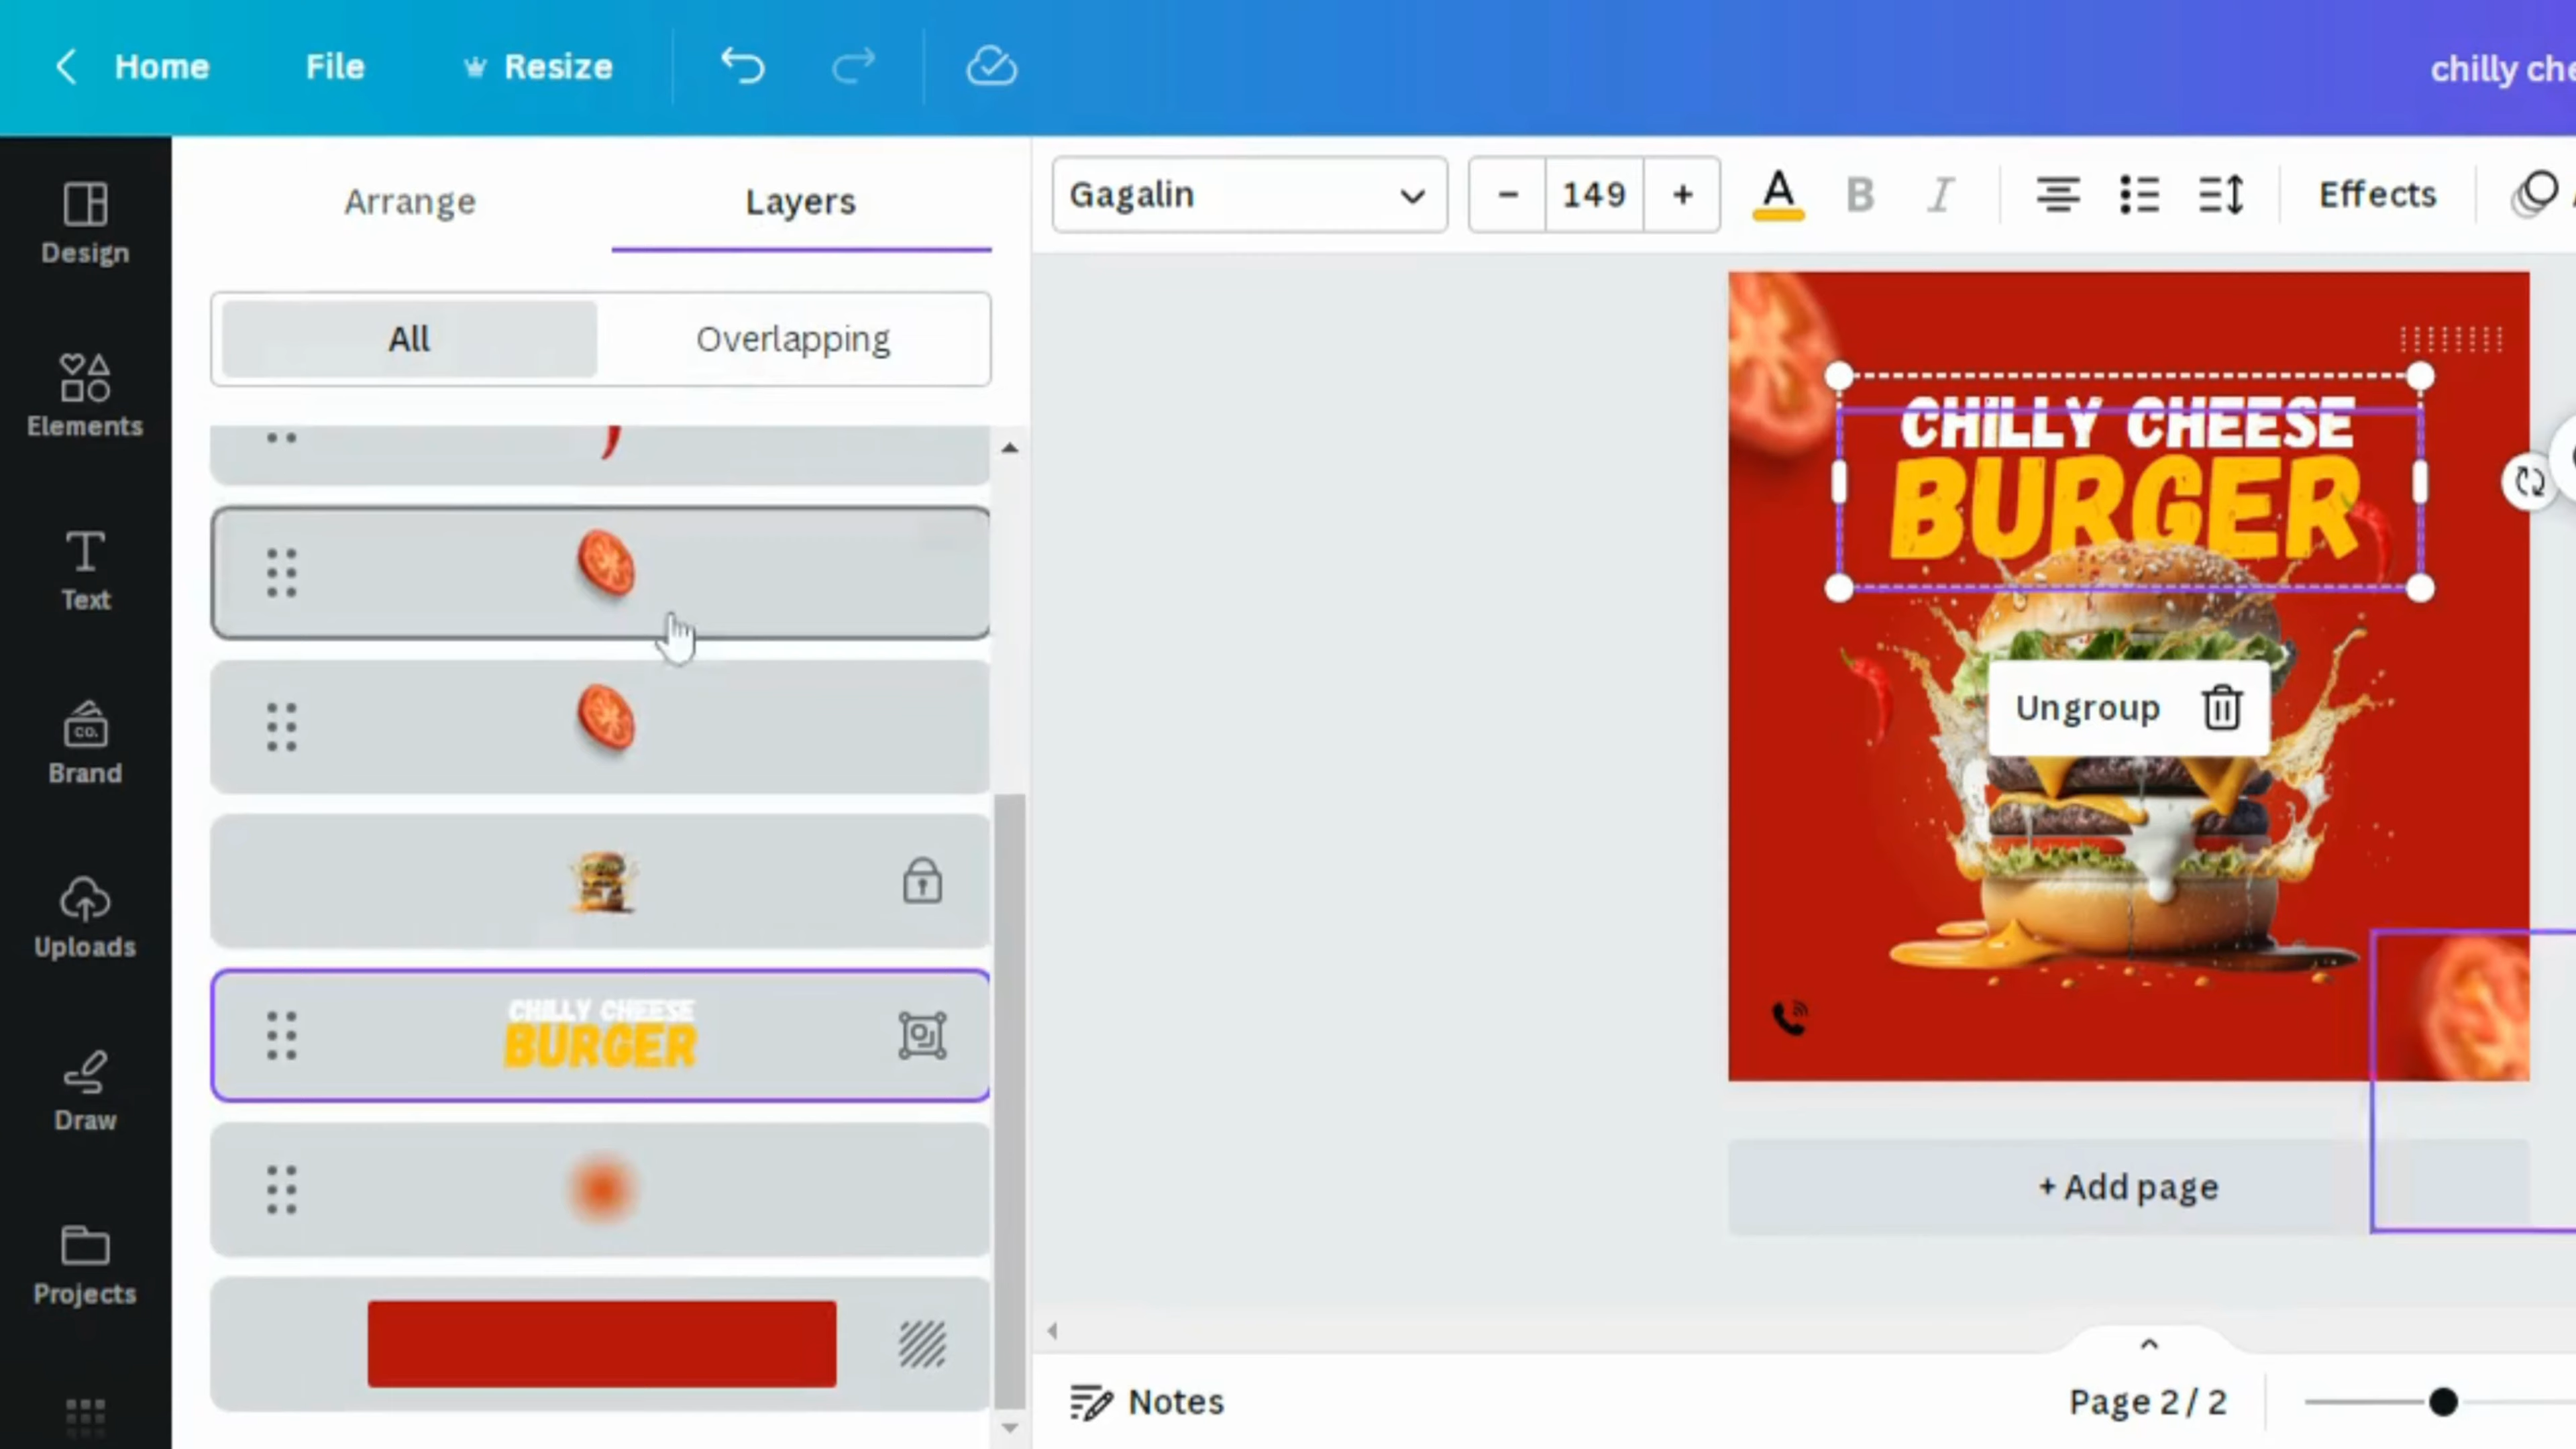 Home File Resize chilly che
Design
Elements
Text
CO.
Brand
Uploads
Draw
Projects
Arrange Layers
All Overlapping
CHILLY CHEESE
BURGER
Gagalin - 149 + A B I Effects
CHILLY CHEESE
BURGER
Ungroup
+ Add page
Notes Page 2 / 2